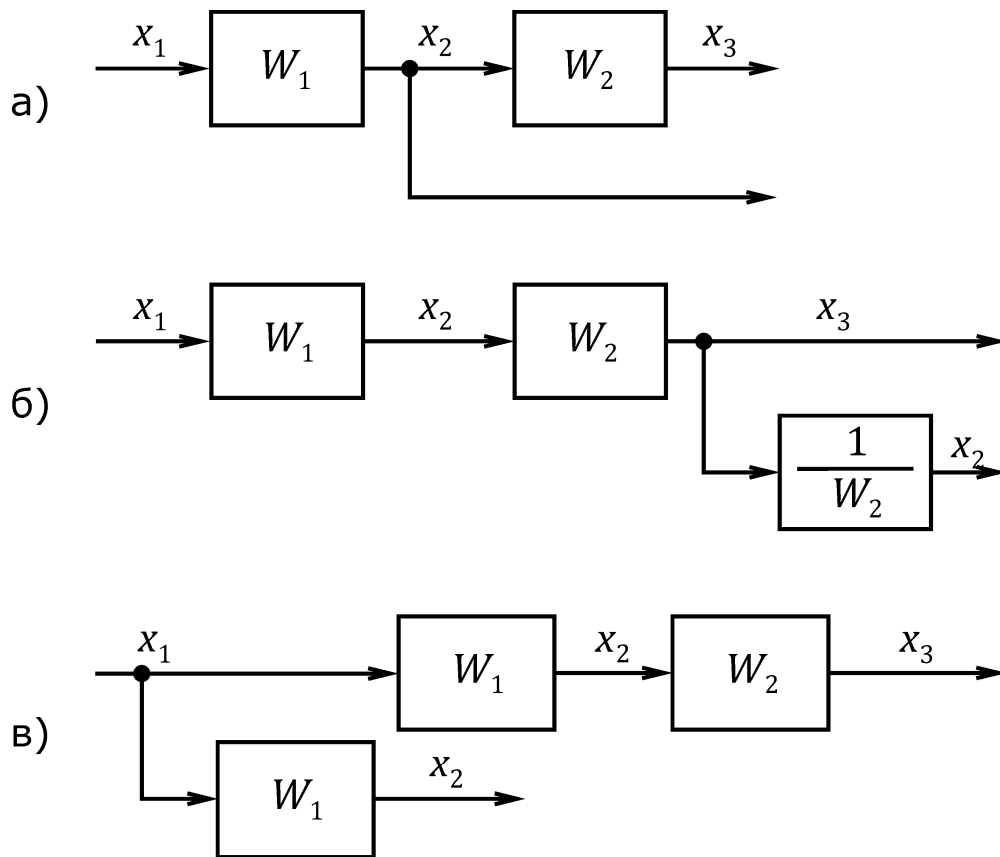 x₁ W₁ x₂ W₂ x₃
а)
x₁ W₁ x₂ W₂ x₃
б)
1
W₂
x₂
x₁ W₁ x₂ W₂ x₃
в)
W₁ x₂